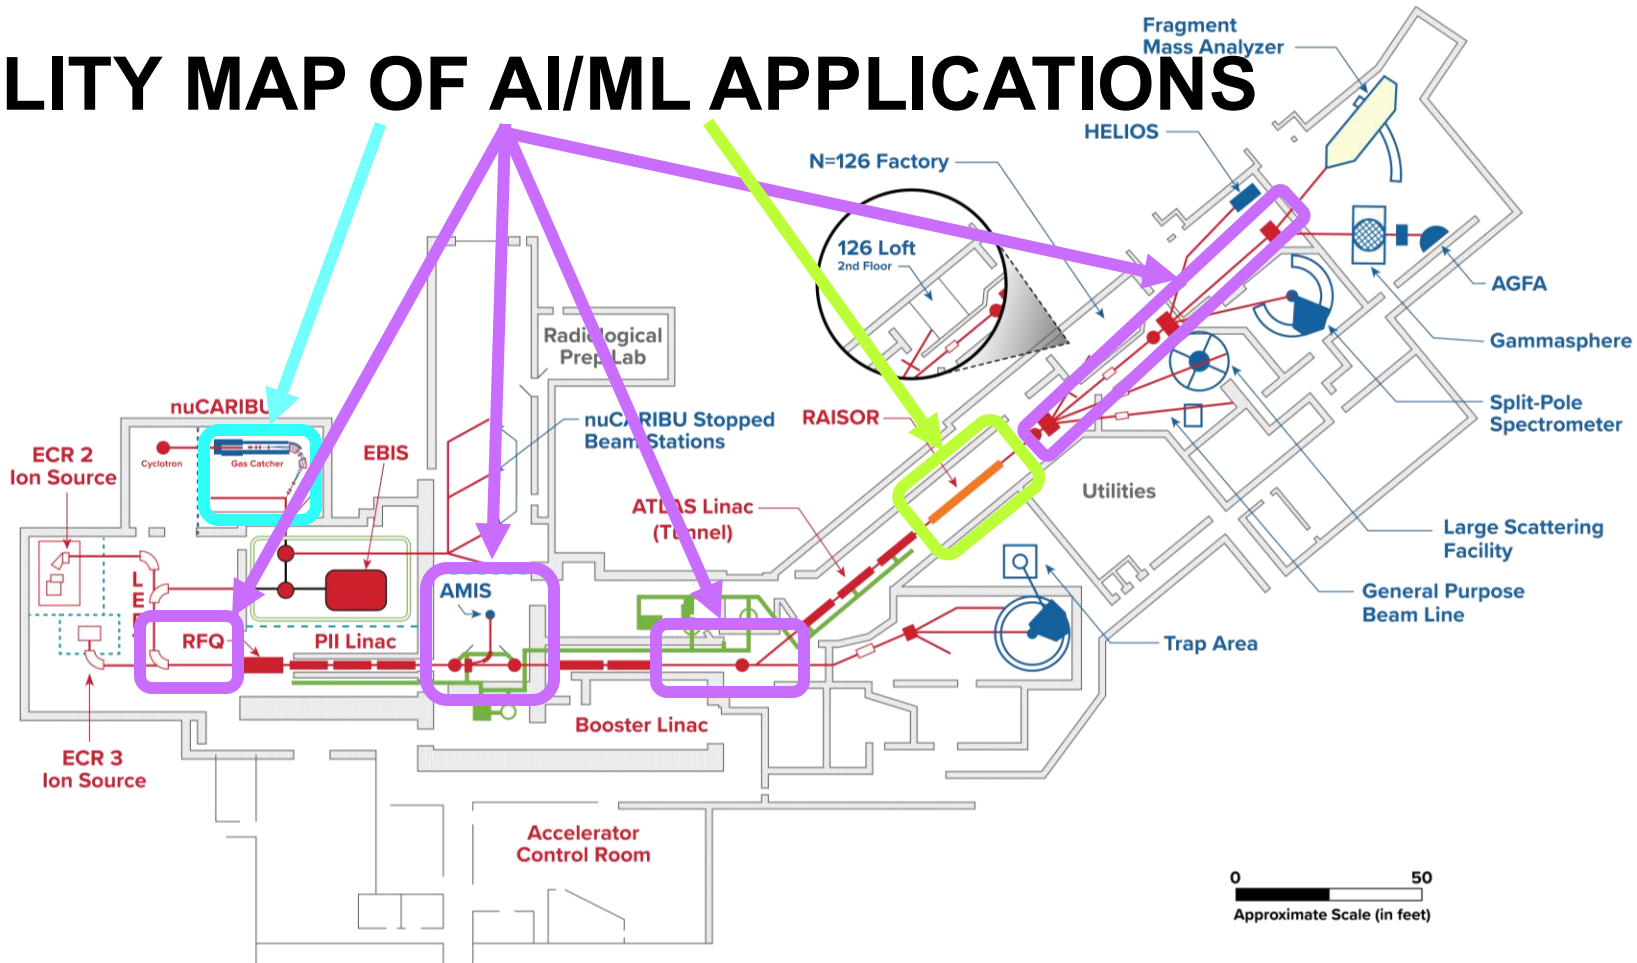 LITY MAP OF AI/ML APPLICATIONS
Fragment
Mass Analyzer
HELIOS
N=126 Factory
126 Loft
2nd Floor
AGFA
Gammasphere
Radiological
Prep Lab
nuCARIBU
nuCARIBU Stopped
Beam Stations
RAISOR
Split-Pole
Spectrometer
ECR 2
Ion Source
Cyclotron
Gas Catcher
EBIS
Utilities
ATLAS Linac
(Tunnel)
Large Scattering
Facility
AMIS
General Purpose
Beam Line
RFQ
PII Linac
Trap Area
Booster Linac
ECR 3
Ion Source
Accelerator
Control Room
0 50
Approximate Scale (in feet)